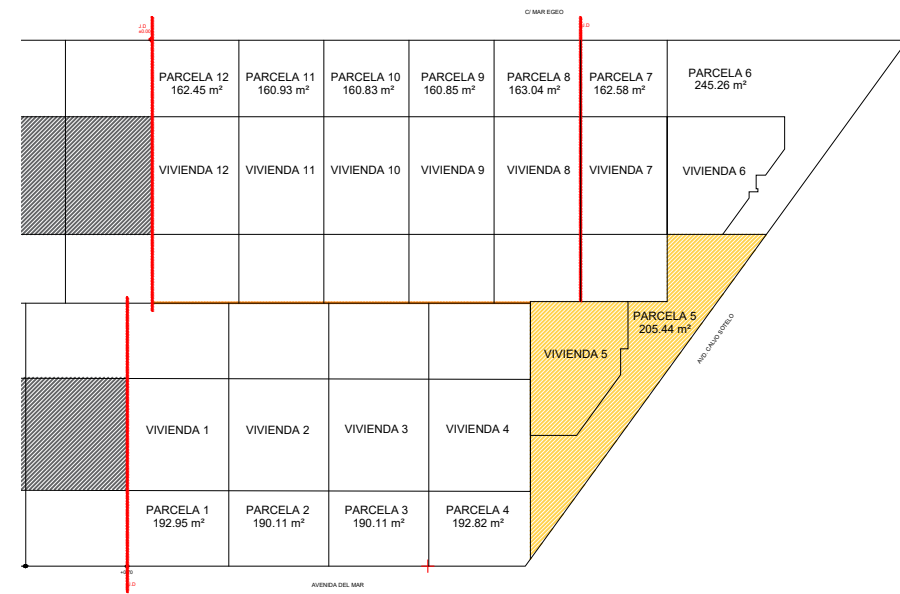 C/ MAR EGEO
J.D
±0.00
J.D
PARCELA 12
162.45 m²
PARCELA 11
160.93 m²
PARCELA 10
160.83 m²
PARCELA 9
160.85 m²
PARCELA 8
163.04 m²
PARCELA 7
162.58 m²
PARCELA 6
245.26 m²
VIVIENDA 12
VIVIENDA 11
VIVIENDA 10
VIVIENDA 9
VIVIENDA 8
VIVIENDA 7
VIVIENDA 6
PARCELA 5
205.44 m²
AVD. CALVO SOTELO
VIVIENDA 5
VIVIENDA 1
VIVIENDA 2
VIVIENDA 3
VIVIENDA 4
PARCELA 1
192.95 m²
PARCELA 2
190.11 m²
PARCELA 3
190.11 m²
PARCELA 4
192.82 m²
J.D
AVENIDA DEL MAR